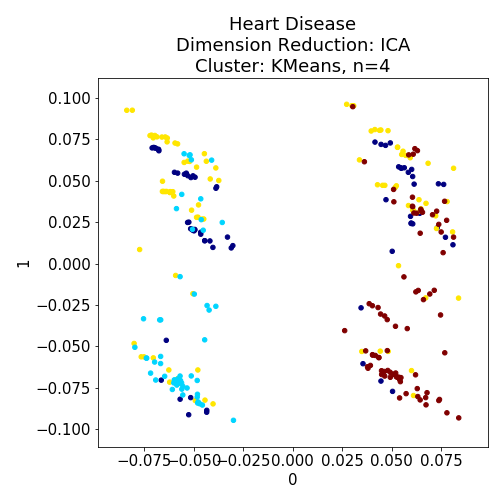 Heart Disease
Dimension Reduction: ICA
Cluster: KMeans, n=4
0.100
0.075
0.050
0.025
0.000
−0.025
−0.050
−0.075
−0.100
1
−0.075 −0.050 −0.025 0.000 0.025 0.050 0.075
0